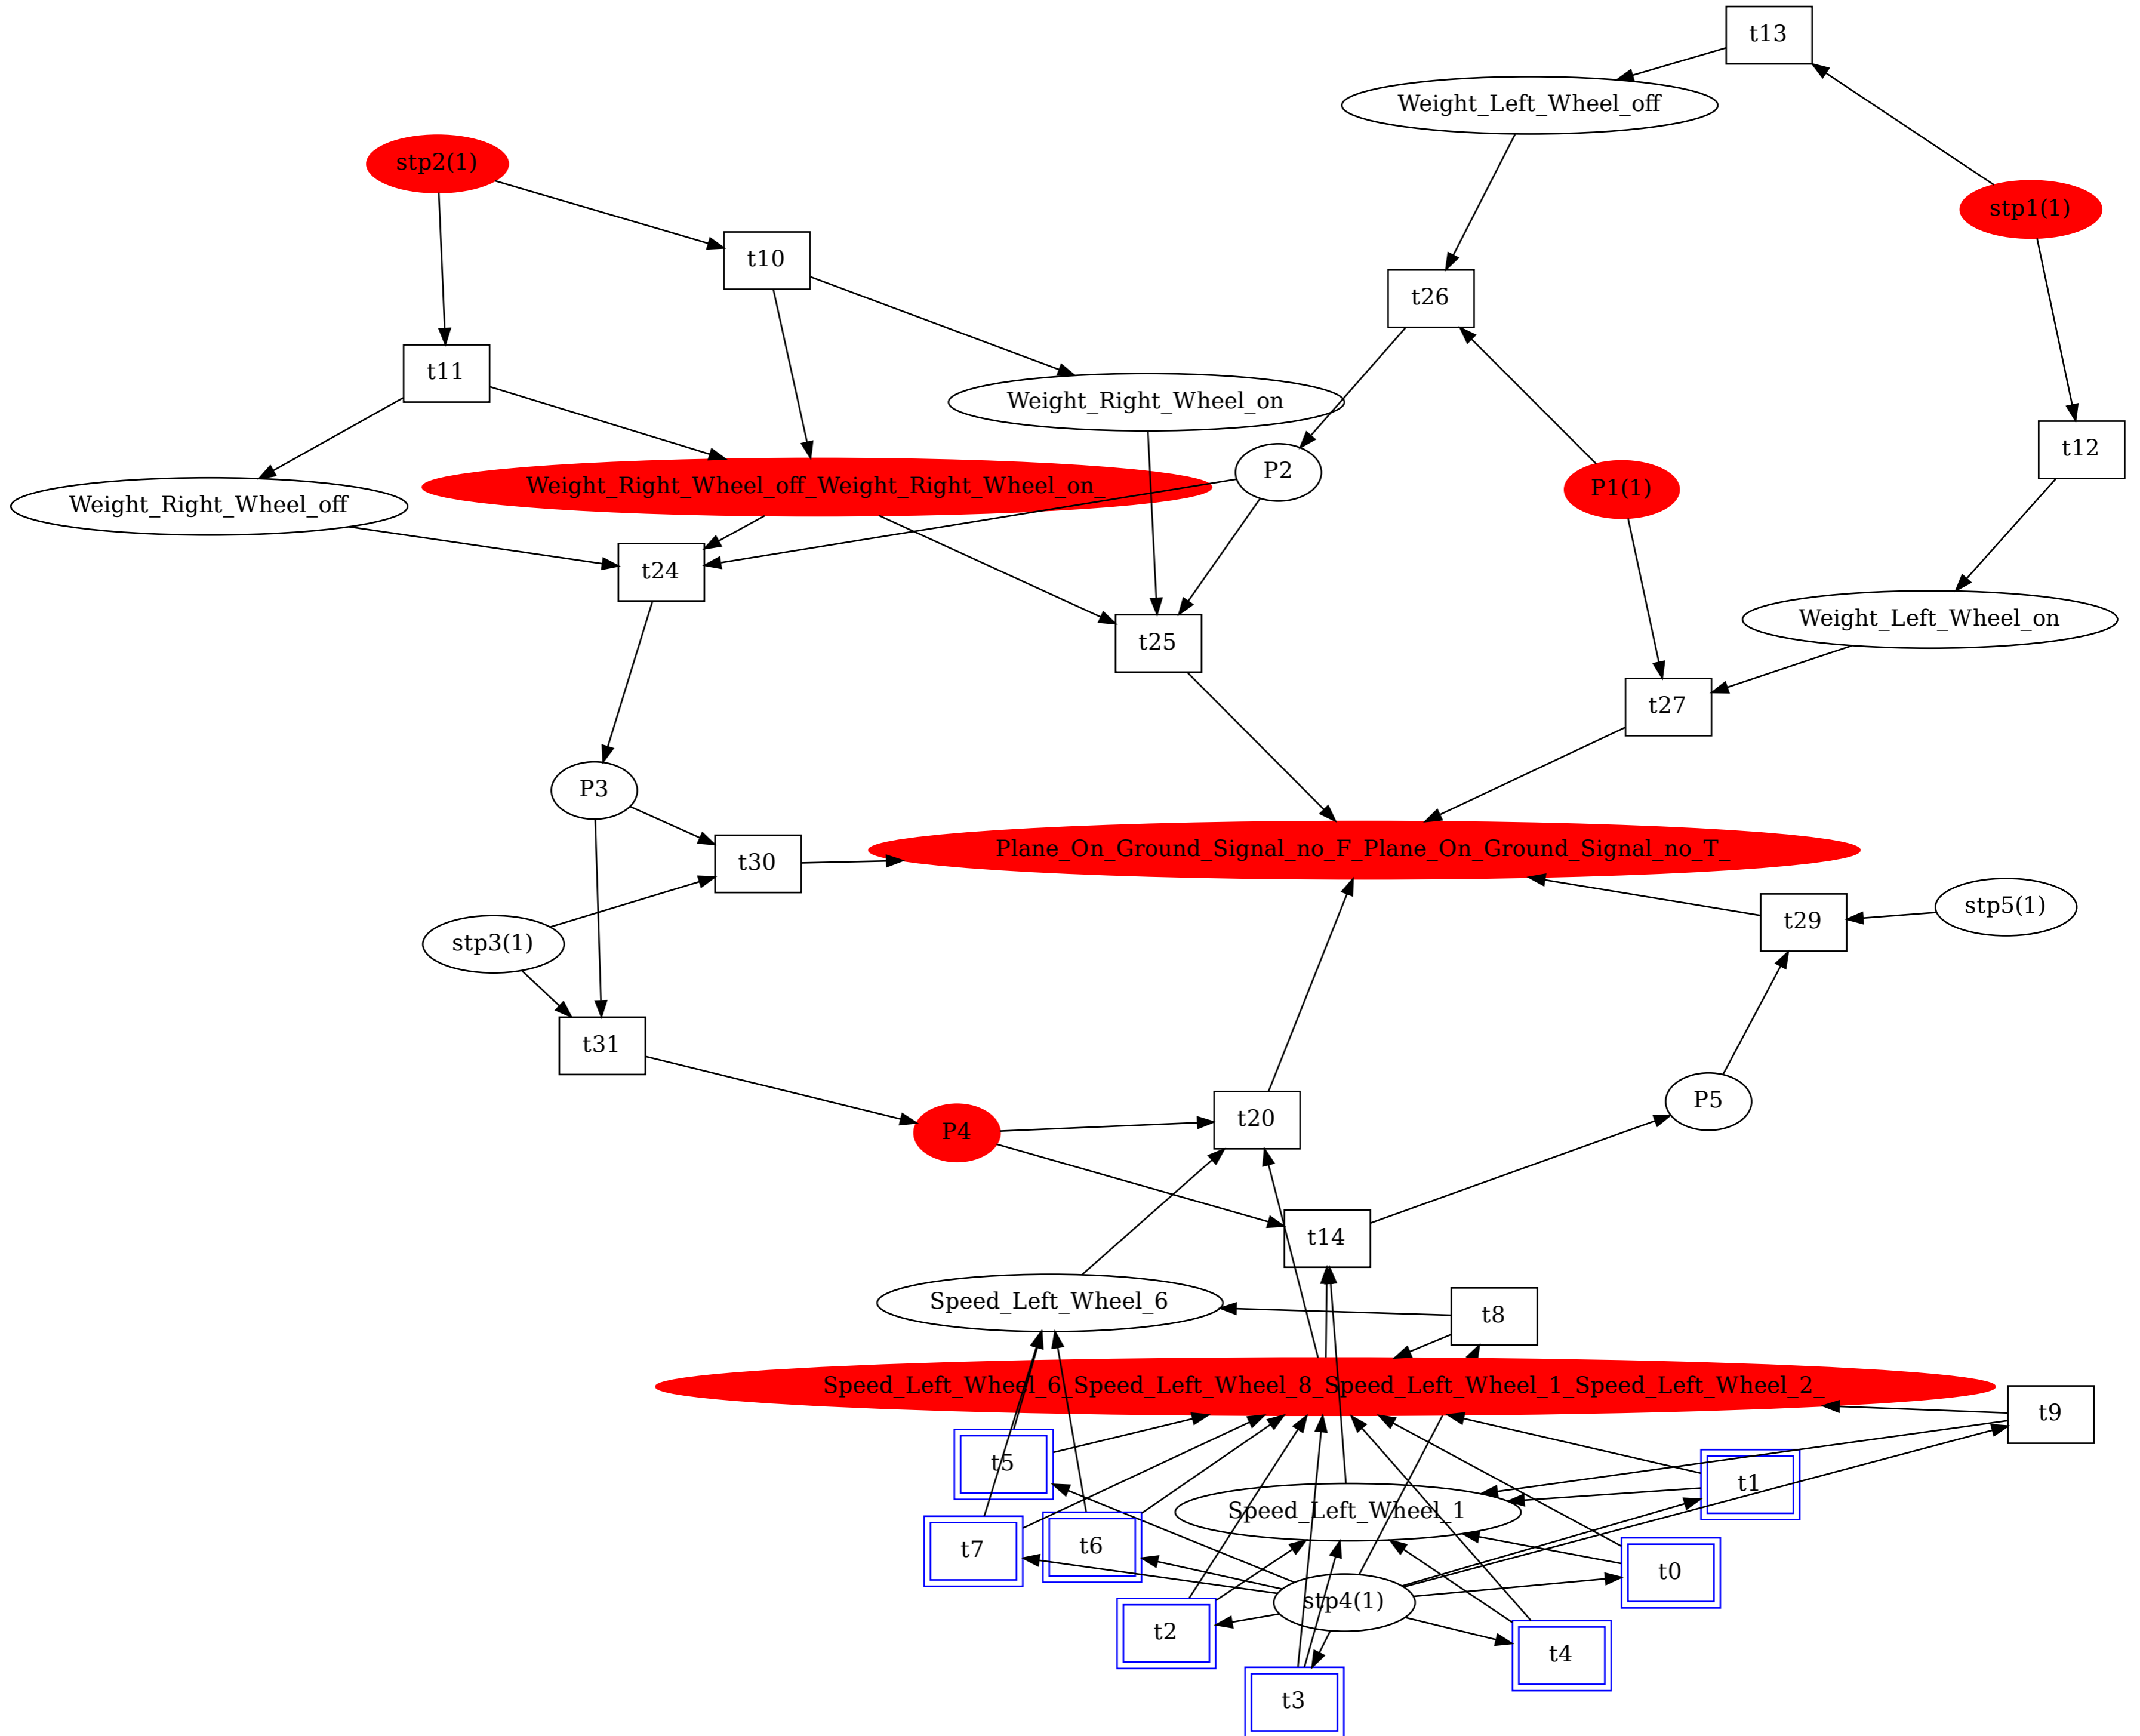 t13
Weight_Left_Wheel_off
stp2(1)
stp1(1)
t10
t26
t11
Weight_Right_Wheel_on
t12
P2
Weight_Right_Wheel_off_Weight_Right_Wheel_on_
P1(1)
Weight_Right_Wheel_off
t24
Weight_Left_Wheel_on
t25
t27
P3
Plane_On_Ground_Signal_no_F_Plane_On_Ground_Signal_no_T_
t30
stp5(1)
t29
stp3(1)
t31
P5
t20
P4
t14
Speed_Left_Wheel_6
t8
Speed_Left_Wheel_6_Speed_Left_Wheel_8_Speed_Left_Wheel_1_Speed_Left_Wheel_2_
t9
t5
t1
Speed_Left_Wheel_1
t6
t7
t0
stp4(1)
t2
t4
t3